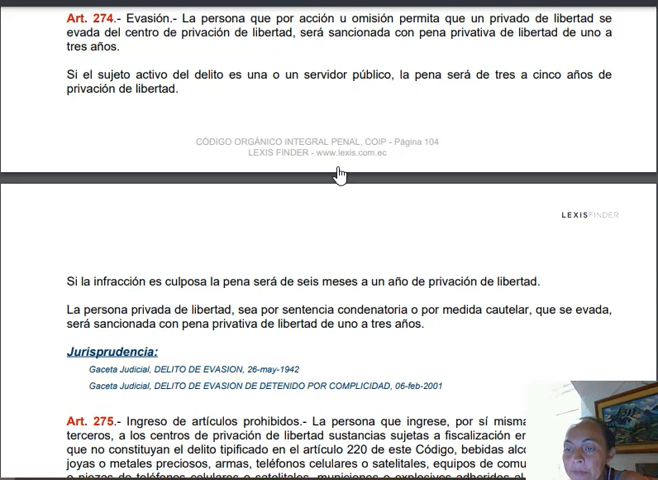 Art. 274.- Evasión.- La persona que por acción u omisión permita que un privado de libertad se
evada del centro de privación de libertad, será sancionada con pena privativa de libertad de uno a
tres años.
Si el sujeto activo del delito es una o un servidor público, la pena será de tres a cinco años de
privación de libertad.
CÓDIGO ORGÁNICO INTEGRAL PENAL, COIP - Página 104
LEXIS FINDER - www.lexis.com.ec
LEXISFINDER
Si la infracción es culposa la pena será de seis meses a un año de privación de libertad.
La persona privada de libertad, sea por sentencia condenatoria o por medida cautelar, que se evada,
será sancionada con pena privativa de libertad de uno a tres años.
Jurisprudencia:
Gaceta Judicial, DELITO DE EVASION, 26-may-1942
Gaceta Judicial, DELITO DE EVASION DE DETENIDO POR COMPLICIDAD, 06-feb-2001
Art. 275.- Ingreso de artículos prohibidos.- La persona que ingrese, por sí misma
terceros, a los centros de privación de libertad sustancias sujetas a fiscalización en
que no constituyan el delito tipificado en el artículo 220 de este Código, bebidas alco
joyas o metales preciosos, armas, teléfonos celulares o satelitales, equipos de comu
o piezas de teléfonos celulares o satelitales, municiones o explosivos adheridos al